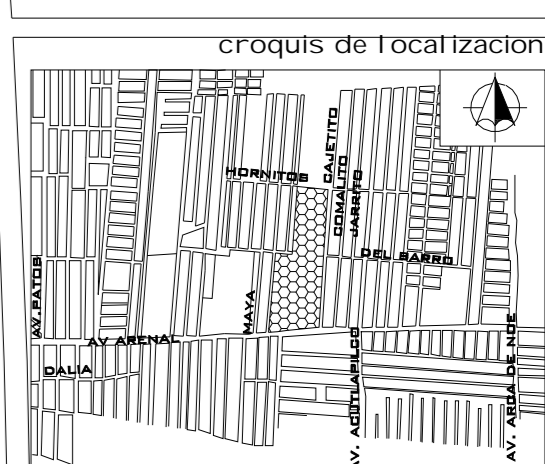 croquis de localizacion
HORNITOS
CAJETITO
COMALITO
JARRITO
DEL BARRO
AV.PATOS
MAYA
AV ARENAL
DALIA
AV. ACUTLAPILCO
AV. ARCA DE NOE